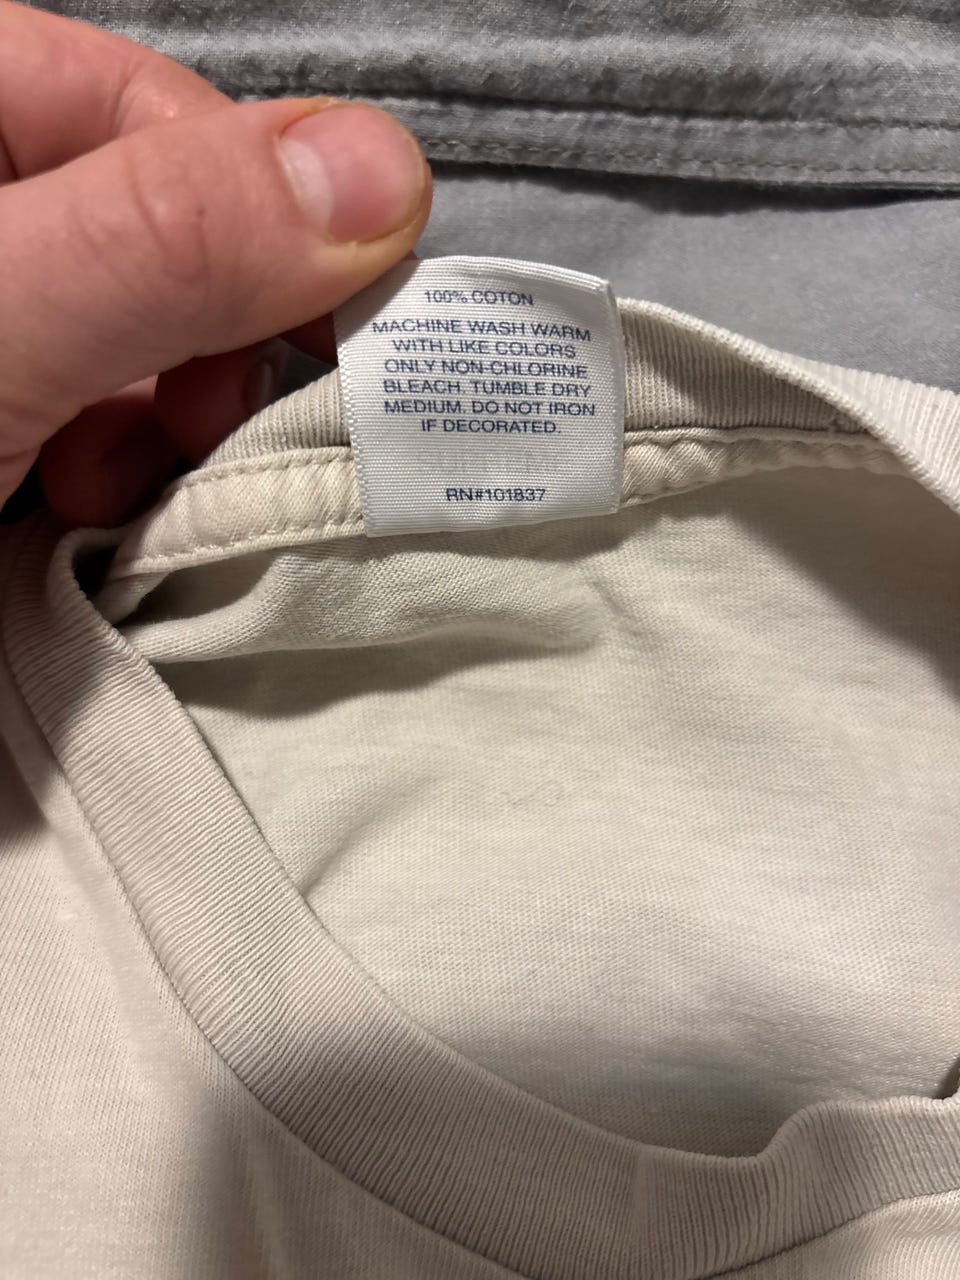 100% COTON
MACHINE WASH WARM
WITH LIKE COLORS
ONLY NON-CHLORINE
BLEACH. TUMBLE DRY
MEDIUM. DO NOT IRON
IF DECORATED.
RN#101837